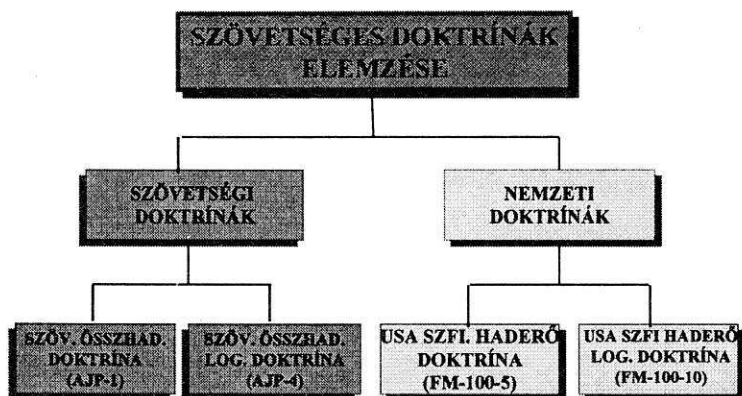 SZÖVETSÉGES DOKTRÍNÁK
ELEMZÉSE
SZÖVETSÉGI
DOKTRÍNÁK
NEMZETI
DOKTRÍNÁK
SZÖV. ÖSSZHAD.
DOKTRÍNA
(AJP-1)
SZÖV. ÖSSZHAD.
LOG. DOKTRÍNA
(AJP-4)
USA SZFI. HADERŐ
DOKTRÍNA
(FM-100-5)
USA SZFI HADERŐ
LOG. DOKTRÍNA
(FM-100-10)